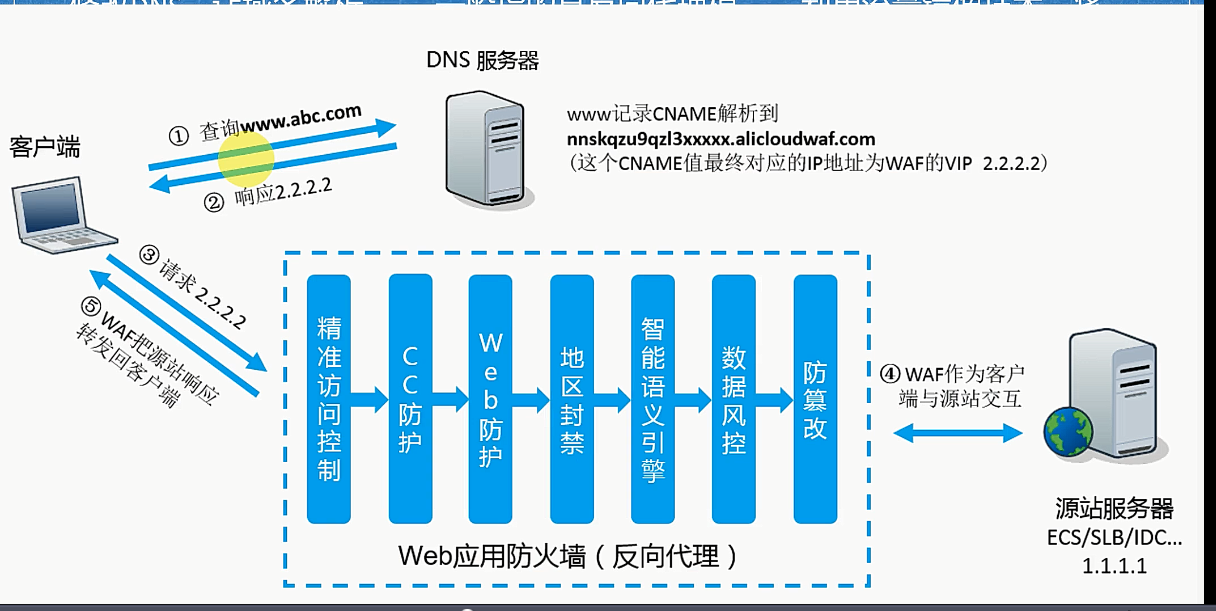 DNS 服务器
① 查询www.abc.com
www记录CNAME解析到
nnskqzu9qzl3xxxxx.alicloudwaf.com
(这个CNAME值最终对应的IP地址为WAF的VIP 2.2.2.2)
客户端
② 响应2.2.2.2
③ 请求 2.2.2.2
⑤ WAF把源站响应
转发回客户端
精准访问控制
CC防护
Web防护
地区封禁
智能语义引擎
数据风控
防篡改
④ WAF作为客户
端与源站交互
Web应用防火墙（反向代理）
源站服务器
ECS/SLB/IDC...
1.1.1.1